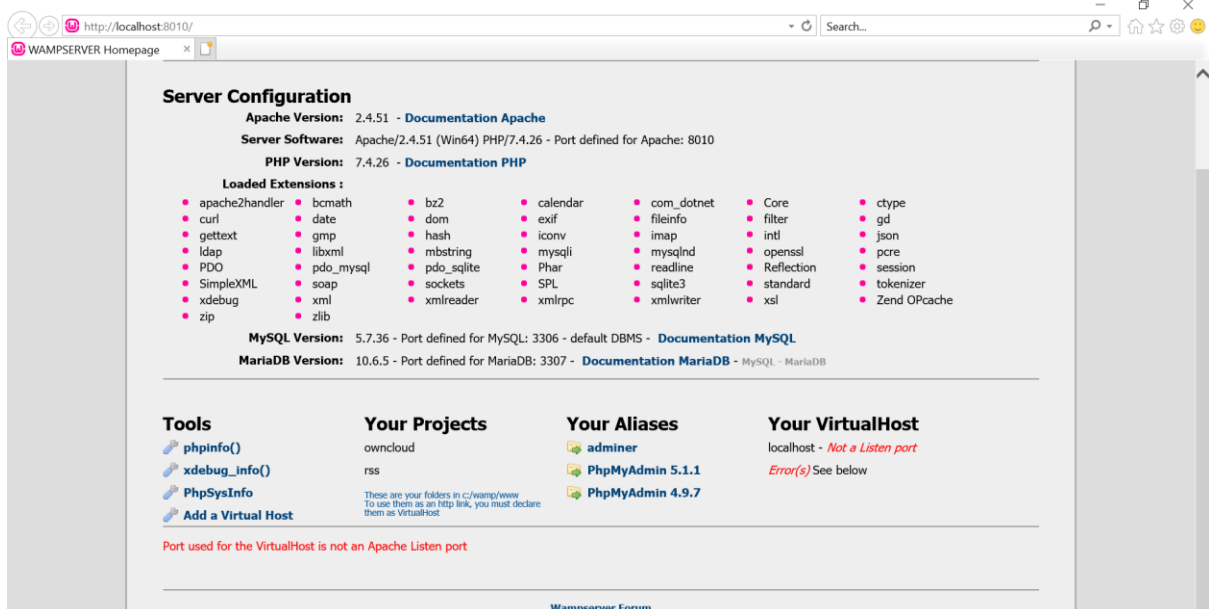 http://localhost:8010/
Search...
WAMPSERVER Homepage
Server Configuration
Apache Version: 2.4.51 - Documentation Apache
Server Software: Apache/2.4.51 (Win64) PHP/7.4.26 - Port defined for Apache: 8010
PHP Version: 7.4.26 - Documentation PHP
Loaded Extensions :
apache2handler bcmath bz2 calendar com_dotnet Core ctype
curl date dom exif fileinfo filter gd
gettext gmp hash iconv imap intl json
ldap libxml mbstring mysqli mysqlnd openssl pcre
PDO pdo_mysql pdo_sqlite Phar readline Reflection session
SimpleXML soap sockets SPL sqlite3 standard tokenizer
xdebug xml xmlreader xmlrpc xmlwriter xsl Zend OPcache
zip zlib
MySQL Version: 5.7.36 - Port defined for MySQL: 3306 - default DBMS - Documentation MySQL
MariaDB Version: 10.6.5 - Port defined for MariaDB: 3307 - Documentation MariaDB - MySQL - MariaDB
Tools
phpinfo()
xdebug_info()
PhpSysInfo
Add a Virtual Host
Your Projects
owncloud
rss
These are your folders in c:/wamp/www
To use them as an http link, you must declare
them as VirtualHost
Your Aliases
adminer
PhpMyAdmin 5.1.1
PhpMyAdmin 4.9.7
Your VirtualHost
localhost - Not a Listen port
Error(s) See below
Port used for the VirtualHost is not an Apache Listen port
Wampserver Forum